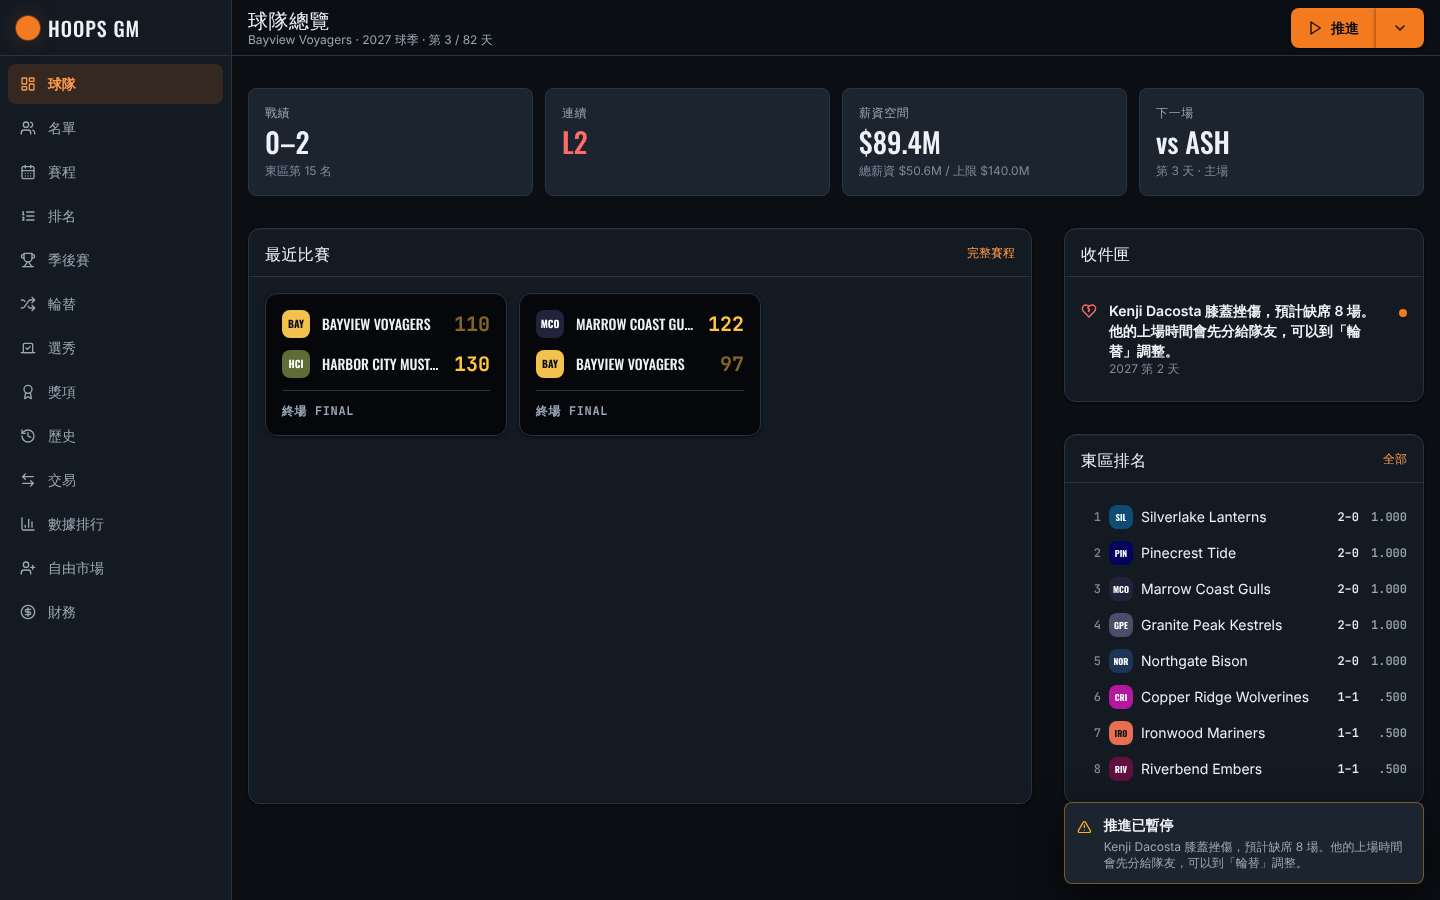 HOOPS GM
球隊
名單
賽程
排名
季後賽
輪替
選秀
獎項
歷史
交易
數據排行
自由市場
財務
球隊總覽
Bayview Voyagers · 2027 球季 · 第 3 / 82 天
推進
戰績
0–2
東區第 15 名
連續
L2
薪資空間
$89.4M
總薪資 $50.6M / 上限 $140.0M
下一場
vs ASH
第 3 天 · 主場
最近比賽
完整賽程
BAY BAYVIEW VOYAGERS 110
HCI HARBOR CITY MUST... 130
終場 FINAL
MCO MARROW COAST GU... 122
BAY BAYVIEW VOYAGERS 97
終場 FINAL
收件匣
Kenji Dacosta 膝蓋挫傷，預計缺席 8 場。
他的上場時間會先分給隊友，可以到「輪
替」調整。
2027 第 2 天
東區排名
全部
1 SIL Silverlake Lanterns 2–0 1.000
2 PIN Pinecrest Tide 2–0 1.000
3 MCO Marrow Coast Gulls 2–0 1.000
4 GPE Granite Peak Kestrels 2–0 1.000
5 NOR Northgate Bison 2–0 1.000
6 CRI Copper Ridge Wolverines 1–1 .500
7 IRO Ironwood Mariners 1–1 .500
8 RIV Riverbend Embers 1–1 .500
推進已暫停
Kenji Dacosta 膝蓋挫傷，預計缺席 8 場。他的上場時間
會先分給隊友，可以到「輪替」調整。